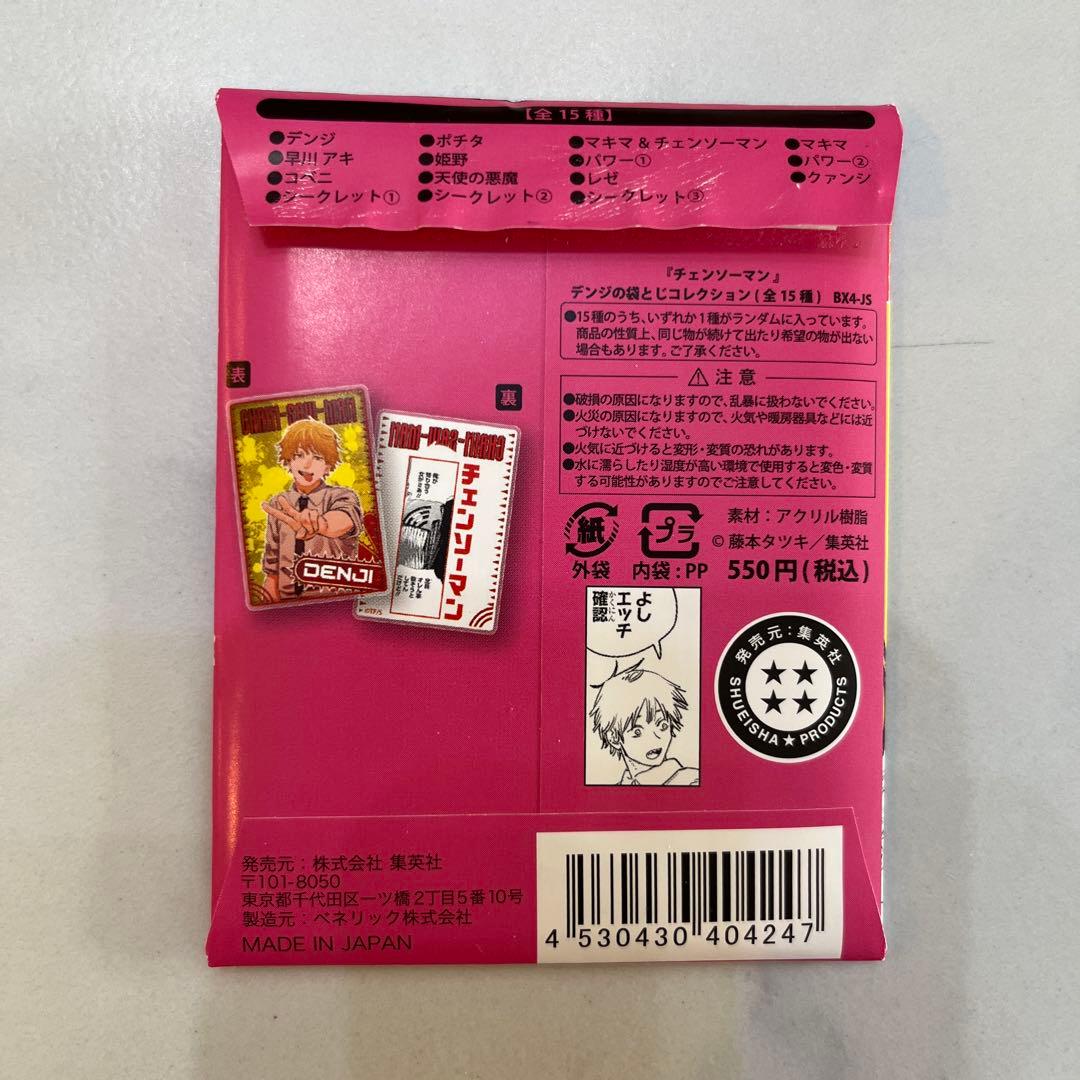 【全15種】
●デンジ ●ポチタ ●マキマ & チェンソーマン ●マキマ
●早川 アキ ●姫野 ●パワー① ●パワー②
●コベニ ●天使の悪魔 ●レゼ ●クァンシ
●シークレット① ●シークレット② ●シークレット③
『チェンソーマン』
デンジの袋とじコレクション(全15種) BX4-JS
●15種のうち、いずれか1種がランダムに入っています。
商品の性質上、同じ物が続けて出たり希望の物が出ない
場合もあります。ご了承ください。
⚠ 注意
●破損の原因になりますので、乱暴に扱わないでください。
●火災の原因になりますので、火気や暖房器具などには近
づけないでください。
●火気に近づけると変形・変質の恐れがあります。
●水に濡らしたり湿度が高い環境で使用すると変色・変質
する可能性がありますのでご注意してください。
表
裏
CHAIN-SAW-MAN
DENJI
CHAIN-SAW-MAN
チェンソーマン
©TF/S
紙
外袋
プラ
内袋:PP
素材:アクリル樹脂
©藤本タツキ/集英社
550円(税込)
よし
エッチ
確認
かくにん
発売元:集英社
SHUEISHA★PRODUCTS
発売元:株式会社 集英社
〒101-8050
東京都千代田区一ツ橋2丁目5番10号
製造元:ベネリック株式会社
MADE IN JAPAN
4 530430 404247